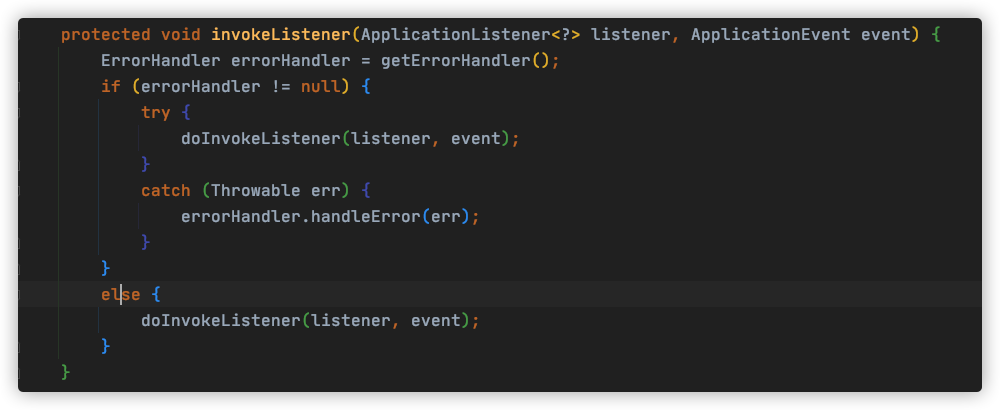 protected void invokeListener(ApplicationListener<?> listener, ApplicationEvent event) {
ErrorHandler errorHandler = getErrorHandler();
if (errorHandler != null) {
try {
doInvokeListener(listener, event);
}
catch (Throwable err) {
errorHandler.handleError(err);
}
}
else {
doInvokeListener(listener, event);
}
}